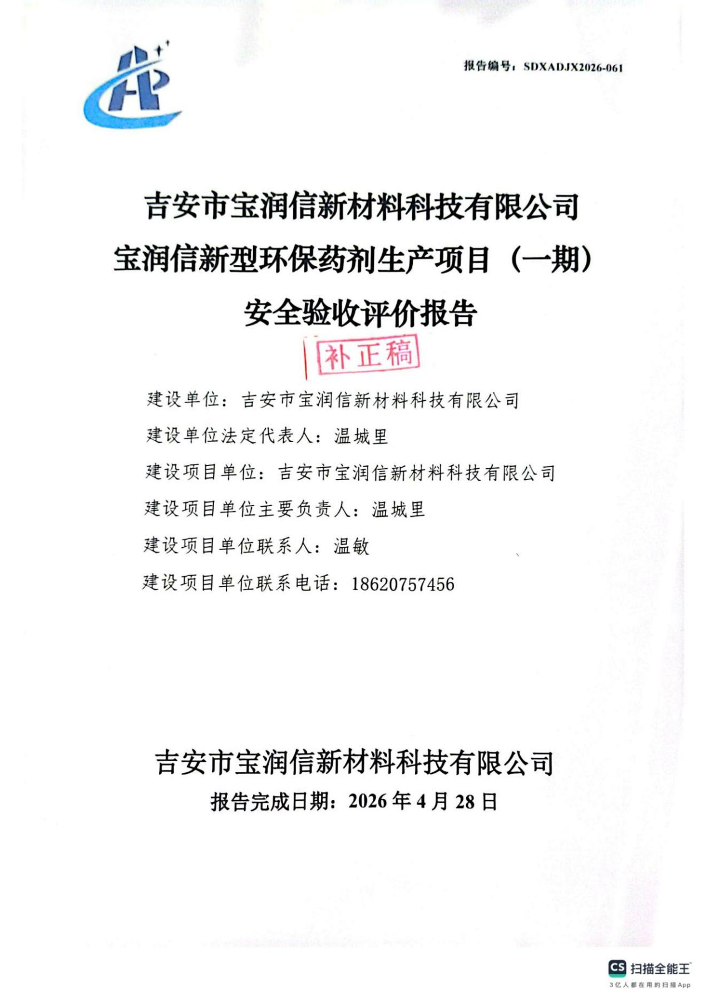 报告编号：SDXADJX2026-061
吉安市宝润信新材料科技有限公司
宝润信新型环保药剂生产项目（一期）
安全验收评价报告
补正稿
建设单位：吉安市宝润信新材料科技有限公司
建设单位法定代表人：温城里
建设项目单位：吉安市宝润信新材料科技有限公司
建设项目单位主要负责人：温城里
建设项目单位联系人：温敏
建设项目单位联系电话：18620757456
吉安市宝润信新材料科技有限公司
报告完成日期：2026年4月28日
CS 扫描全能王
3亿人都在用的扫描App